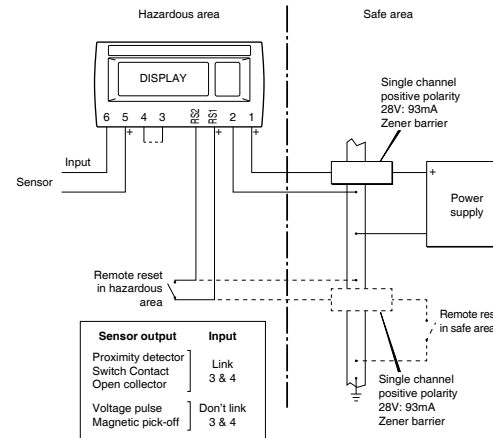 Hazardous area
Safe area
DISPLAY
6 5 4 3 RS2 RS1 2 1
+ + +
Single channel
positive polarity
28V: 93mA
Zener barrier
Input
Sensor
+
Power
supply
Remote reset
in hazardous
area
Remote
in safe area
Sensor output Input
Proximity detector
Switch Contact
Open collector
Link
3 & 4
Voltage pulse
Magnetic pick-off
Don't link
3 & 4
Single channel
positive polarity
28V: 93mA
Zener barrier